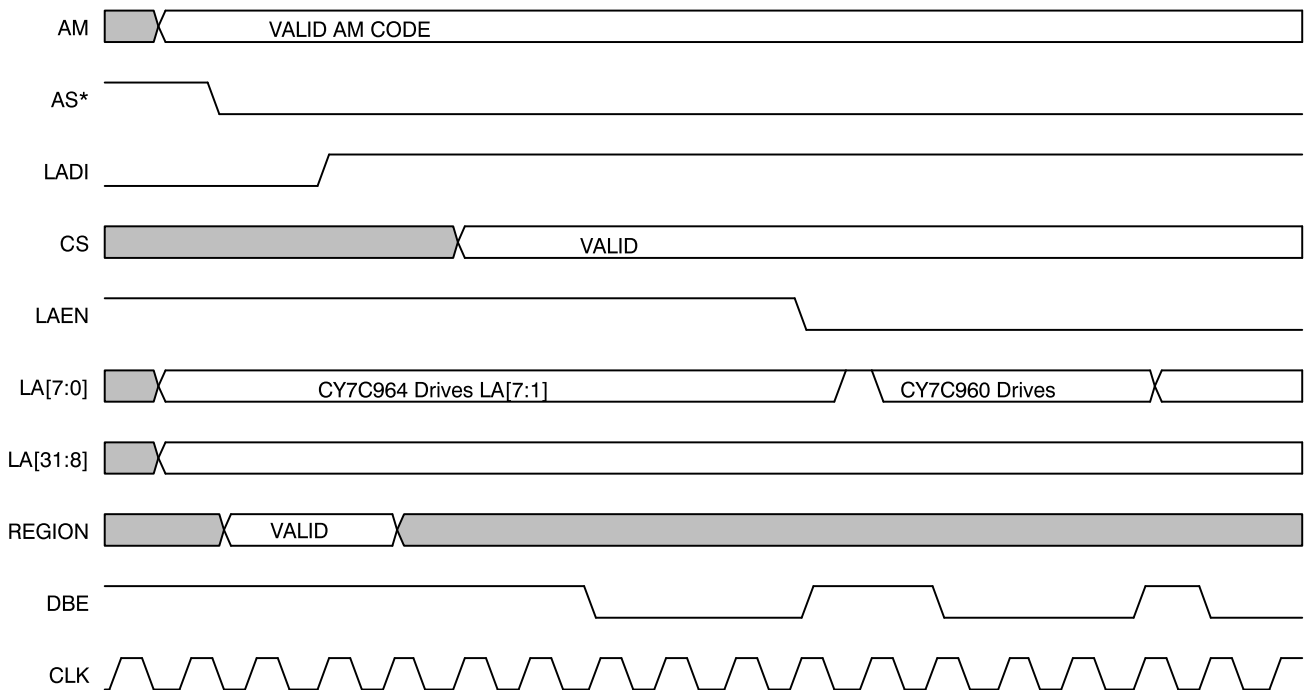 AM VALID AM CODE
AS*
LADI
CS VALID
LAEN
LA[7:0] CY7C964 Drives LA[7:1] CY7C960 Drives
LA[31:8]
REGION VALID
DBE
CLK